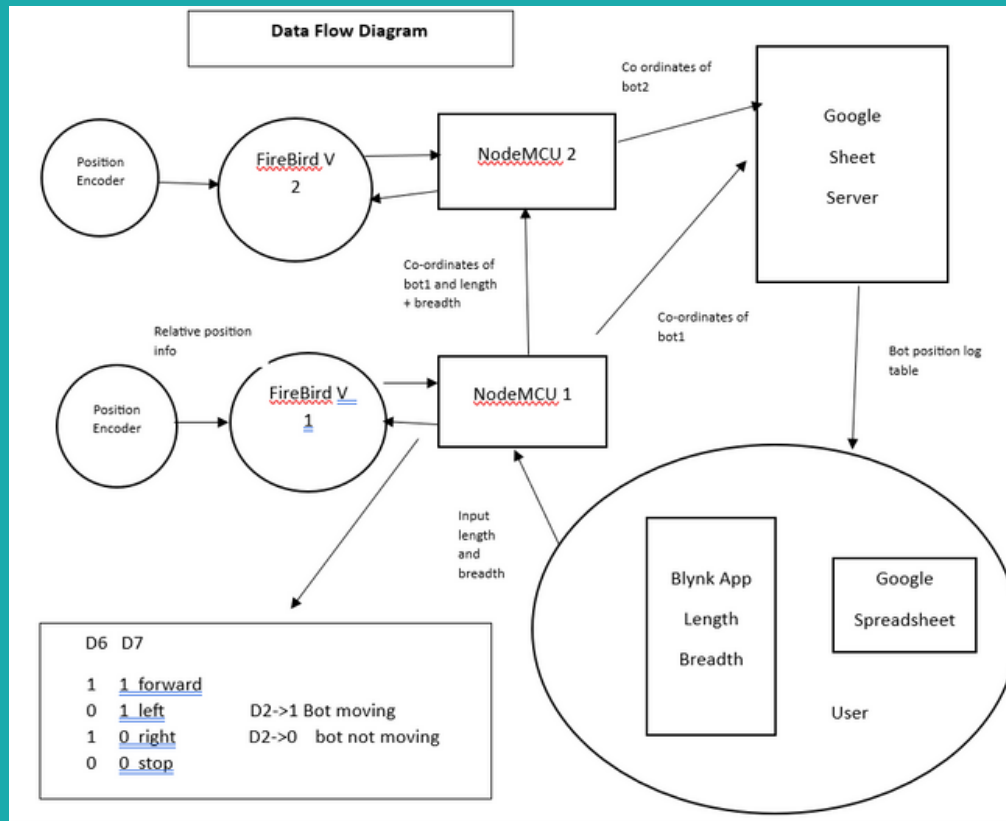 Data Flow Diagram
Co ordinates of
bot2
Google
Sheet
Server
Position
Encoder
FireBird V
2
NodeMCU 2
Co-ordinates of
bot1 and length
+ breadth
Co-ordinates of
bot1
Relative position
info
Bot position log
table
Position
Encoder
FireBird V
1
NodeMCU 1
Input
length
and
breadth
Blynk App
Length
Breadth
Google
Spreadsheet
User
D6 D7
1 1 forward
0 1 left D2->1 Bot moving
1 0 right D2->0 bot not moving
0 0 stop